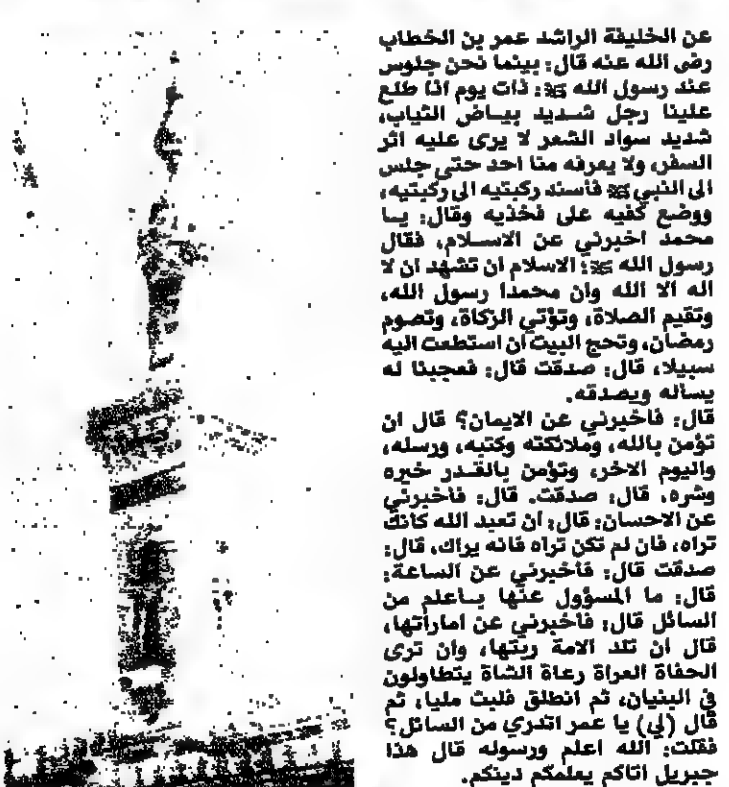 عن الخليفة الراشد عمر بن الخطاب
رضى الله عنه قال: بينما نحن جلوس
عند رسول الله ﷺ: ذات يوم اذا طلع
علينا رجل شديد بياض الثياب،
شديد سواد الشعر لا يرى عليه اثر
السفر، ولا يعرفه منا احد حتى جلس
الى النبي ﷺ فأسند ركبتيه الى ركبتيه،
ووضع كفيه على فخذيه وقال: يا
محمد اخبرني عن الاسلام، فقال
رسول الله ﷺ: الاسلام ان تشهد ان لا
اله الا الله وان محمدا رسول الله،
وتقيم الصلاة، وتؤتي الزكاة، وتصوم
رمضان، وتحج البيت ان استطعت اليه
سبيلا، قال: صدقت قال: فعجبنا له
يسأله ويصدقه.
قال: فاخبرني عن الايمان؟ قال ان
تؤمن بالله، وملائكته وكتبه، ورسله،
واليوم الاخر، وتؤمن بالقدر خيره
وشره، قال: صدقت. قال: فاخبرني
عن الاحسان: قال: ان تعبد الله كانك
تراه، فان لم تكن تراه فانه يراك، قال:
صدقت قال: فأخبرني عن الساعة:
قال: ما المسؤول عنها بأعلم من
السائل قال: فأخبرني عن اماراتها،
قال ان تلد الامة ربتها، وان ترى
الحفاة العراة رعاة الشاة يتطاولون
في البنيان، ثم انطلق فلبث مليا، ثم
قال (لي) يا عمر اتدري من السائل؟
فقلت: الله اعلم ورسوله قال هذا
جبريل اتاكم يعلمكم دينكم.